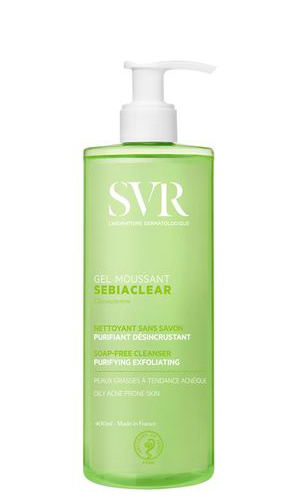 SVR
LABORATOIRE DERMATOLOGIQUE
GEL MOUSSANT
SEBIACLEAR
NETTOYANT SANS SAVON
PURIFIANT DÉSINCRUSTANT
SOAP-FREE CLEANSER
PURIFYING EXFOLIATING
PEAUX GRASSES À TENDANCE ACNÉIQUE
OILY ACNE-PRONE SKIN
400ml - Made in France